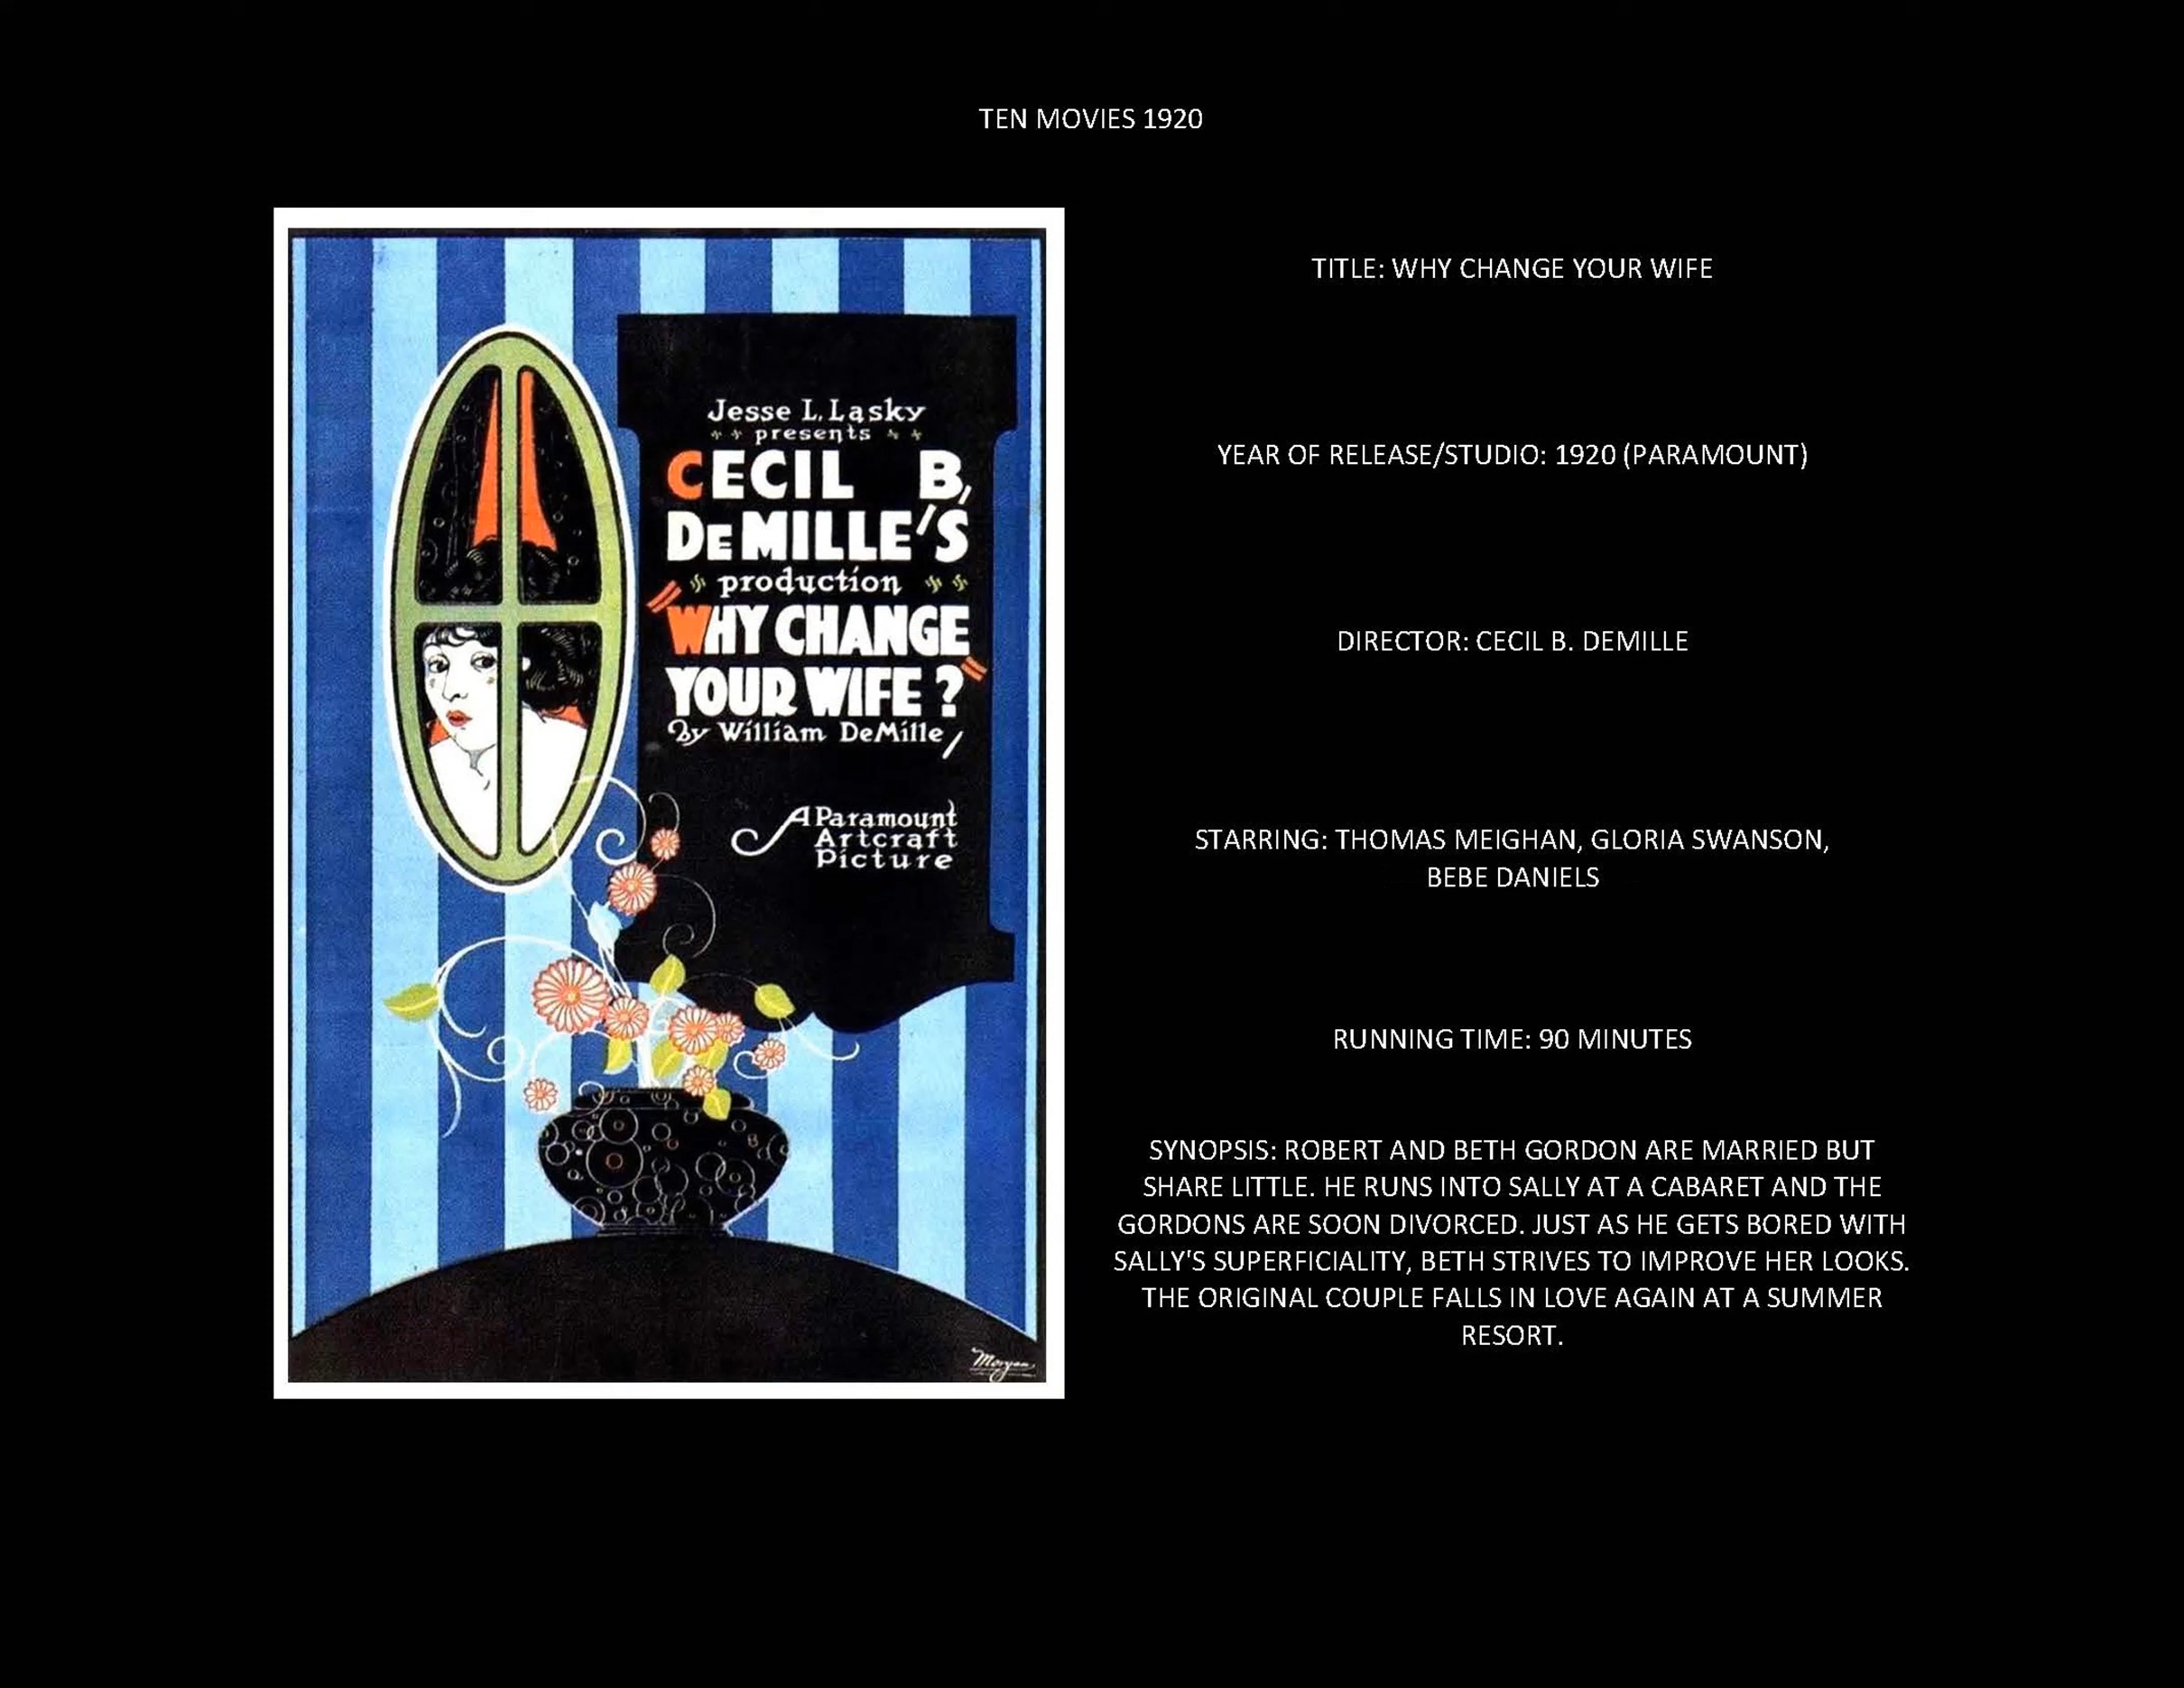 TEN MOVIES 1920
Jesse L. Lasky
presents
CECIL B.
DEMILLE'S
production
"WHY CHANGE
YOUR WIFE?"
By William DeMille
A Paramount
Artcraft
Picture
Morgan
TITLE: WHY CHANGE YOUR WIFE
YEAR OF RELEASE/STUDIO: 1920 (PARAMOUNT)
DIRECTOR: CECIL B. DEMILLE
STARRING: THOMAS MEIGHAN, GLORIA SWANSON,
BEBE DANIELS
RUNNING TIME: 90 MINUTES
SYNOPSIS: ROBERT AND BETH GORDON ARE MARRIED BUT
SHARE LITTLE. HE RUNS INTO SALLY AT A CABARET AND THE
GORDONS ARE SOON DIVORCED. JUST AS HE GETS BORED WITH
SALLY'S SUPERFICIALITY, BETH STRIVES TO IMPROVE HER LOOKS.
THE ORIGINAL COUPLE FALLS IN LOVE AGAIN AT A SUMMER
RESORT.